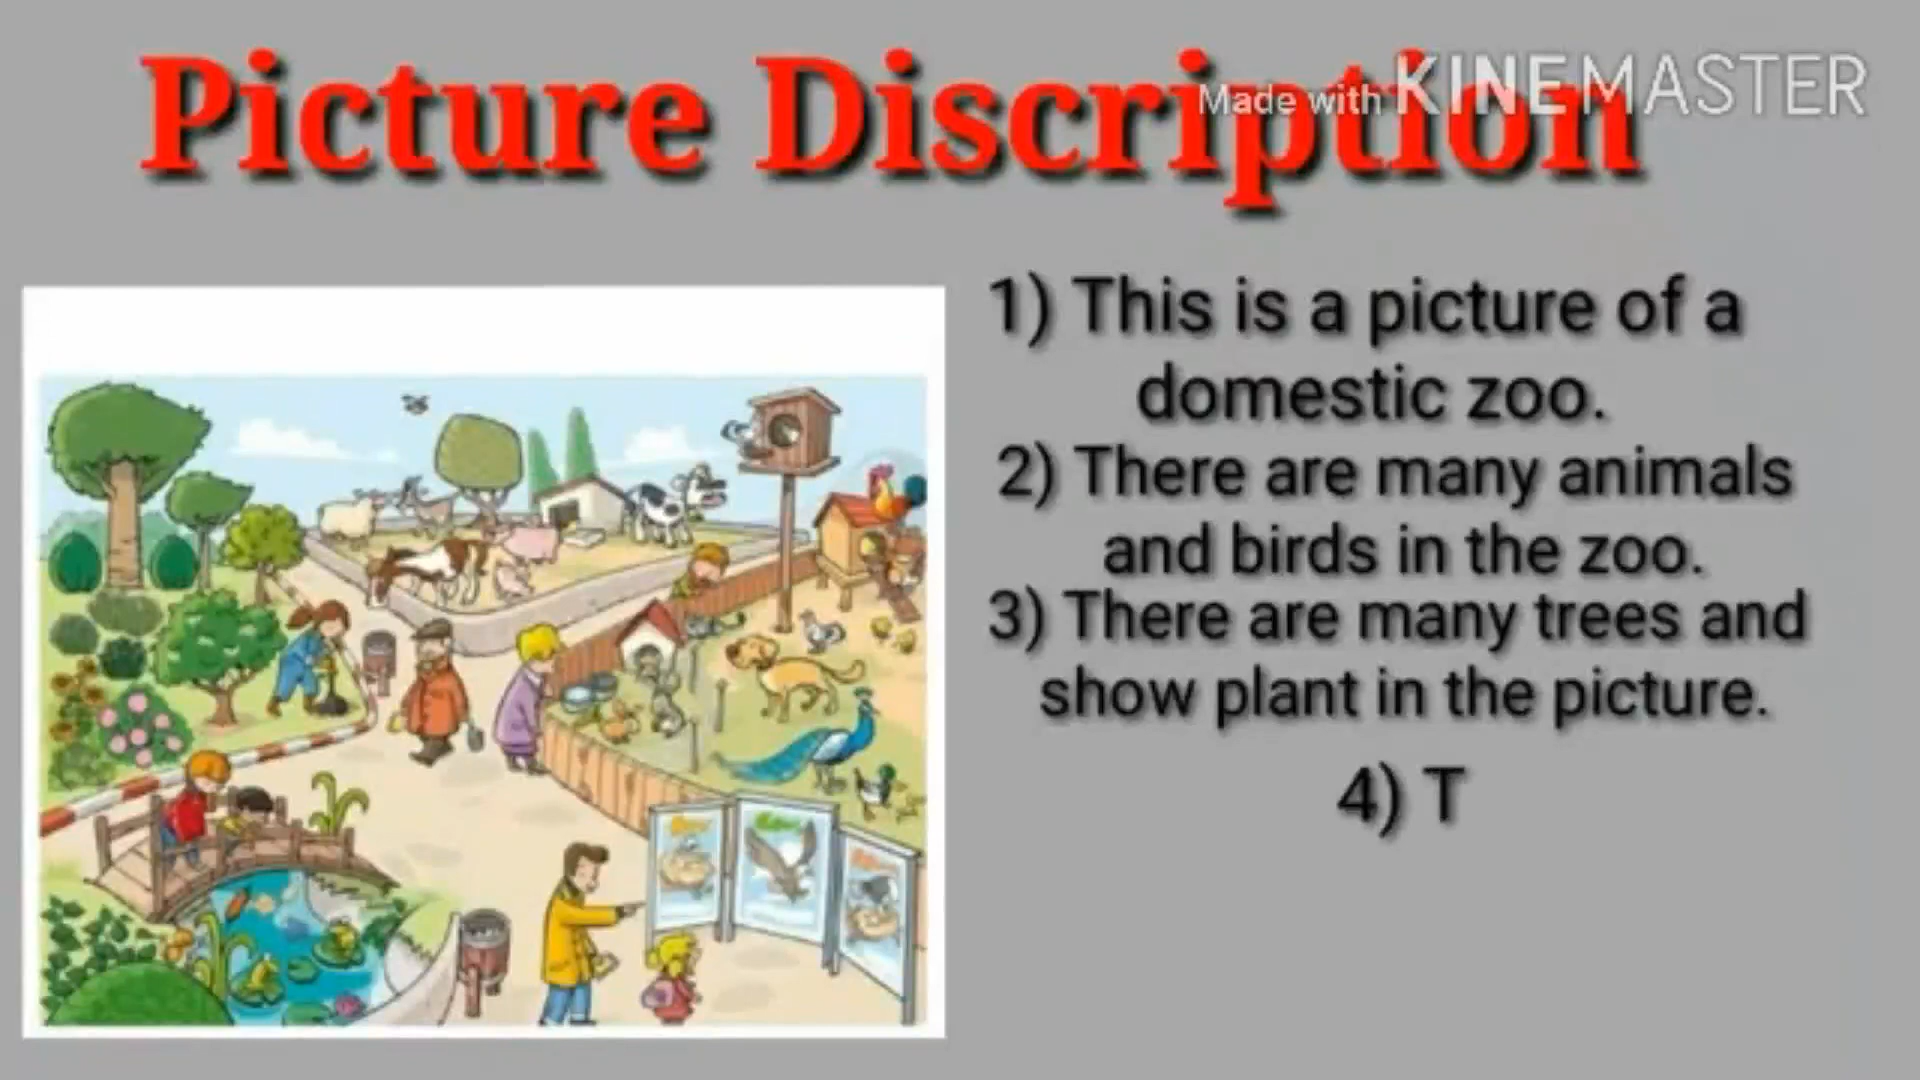 Picture Discription
Made with KINEMASTER
1) This is a picture of a
domestic zoo.
2) There are many animals
and birds in the zoo.
3) There are many trees and
show plant in the picture.
4) T